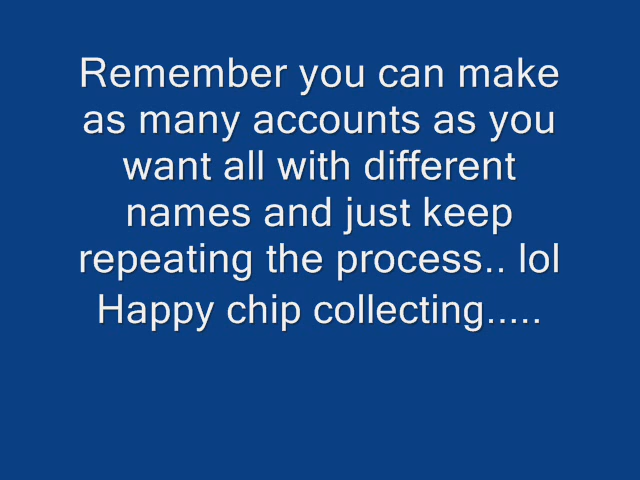 Remember you can make
as many accounts as you
want all with different
names and just keep
repeating the process.. lol
Happy chip collecting.....